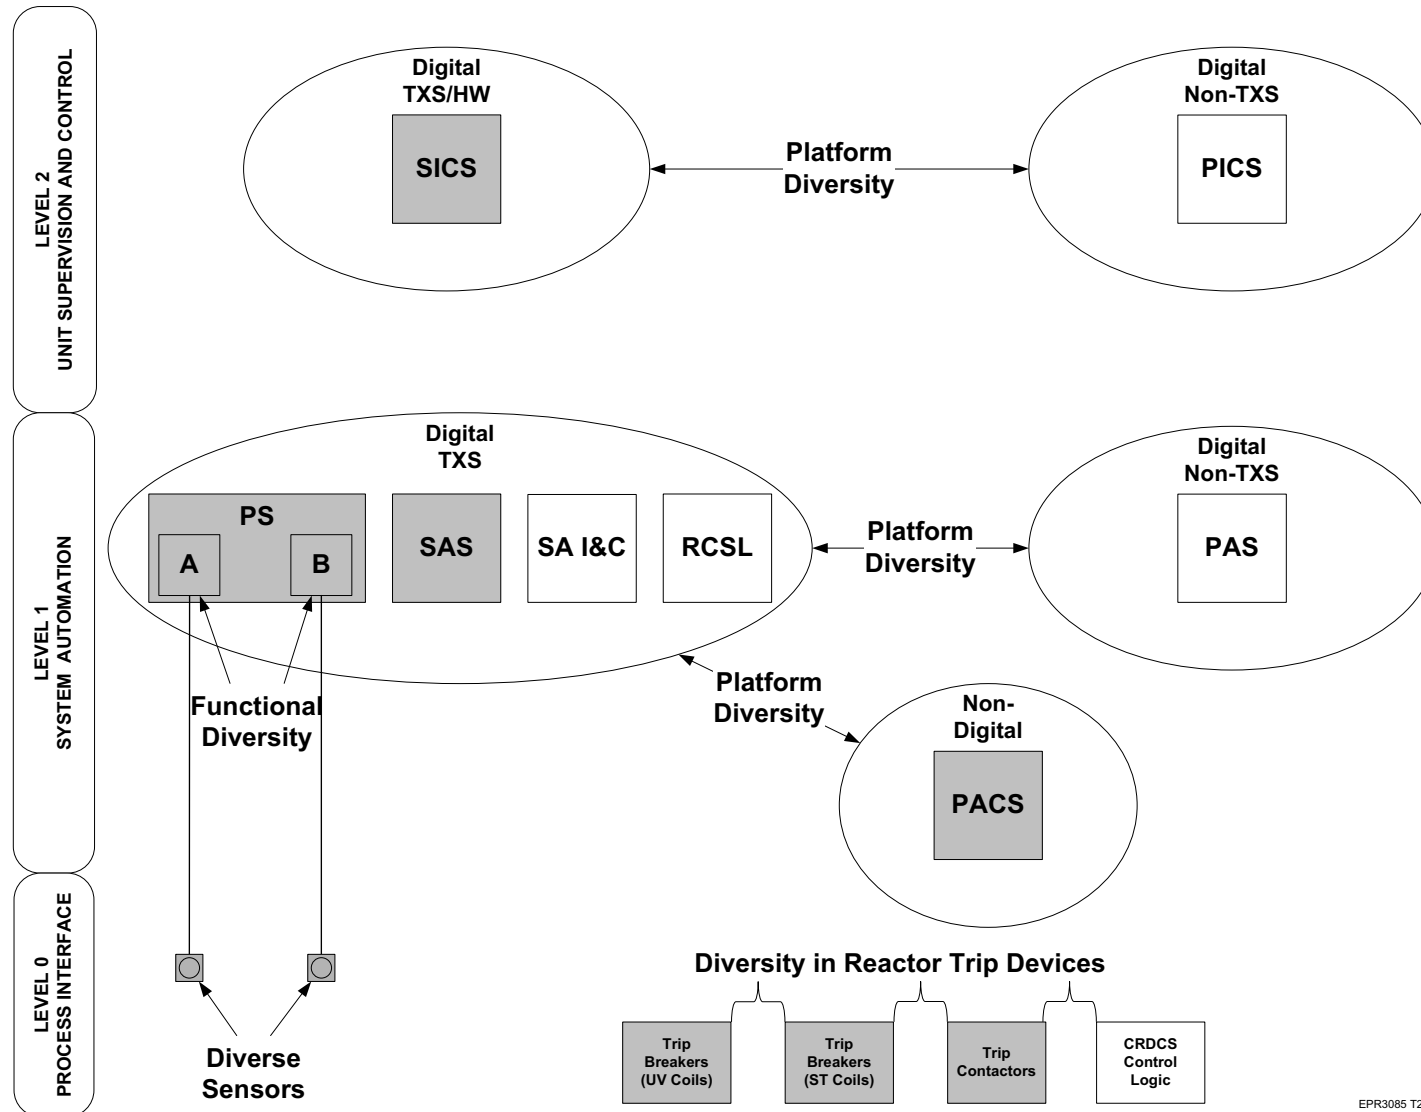 LEVEL 2
UNIT SUPERVISION AND CONTROL
Digital
TXS/HW
SICS
Platform
Diversity
Digital
Non-TXS
PICS
LEVEL 1
SYSTEM AUTOMATION
Digital
TXS
PS
A
B
SAS
SA I&C
RCSL
Functional
Diversity
Platform
Diversity
Digital
Non-TXS
PAS
Platform
Diversity
Non-
Digital
PACS
LEVEL 0
PROCESS INTERFACE
Diverse
Sensors
Diversity in Reactor Trip Devices
Trip
Breakers
(UV Coils)
Trip
Breakers
(ST Coils)
Trip
Contactors
CRDCS
Control
Logic
EPR3085 T2